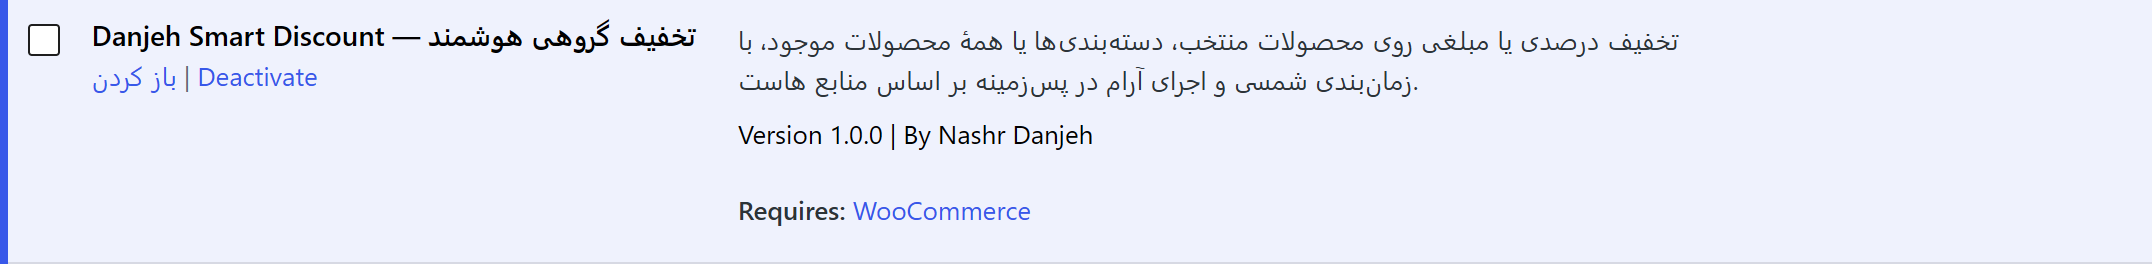 Danjeh Smart Discount — تخفیف گروهی هوشمند
باز کردن | Deactivate
تخفیف درصدی یا مبلغی روی محصولات منتخب، دسته‌بندی‌ها یا همهٔ محصولات موجود، با
زمان‌بندی شمسی و اجرای آرام در پس‌زمینه بر اساس منابع هاست.
Version 1.0.0 | By Nashr Danjeh
Requires: WooCommerce